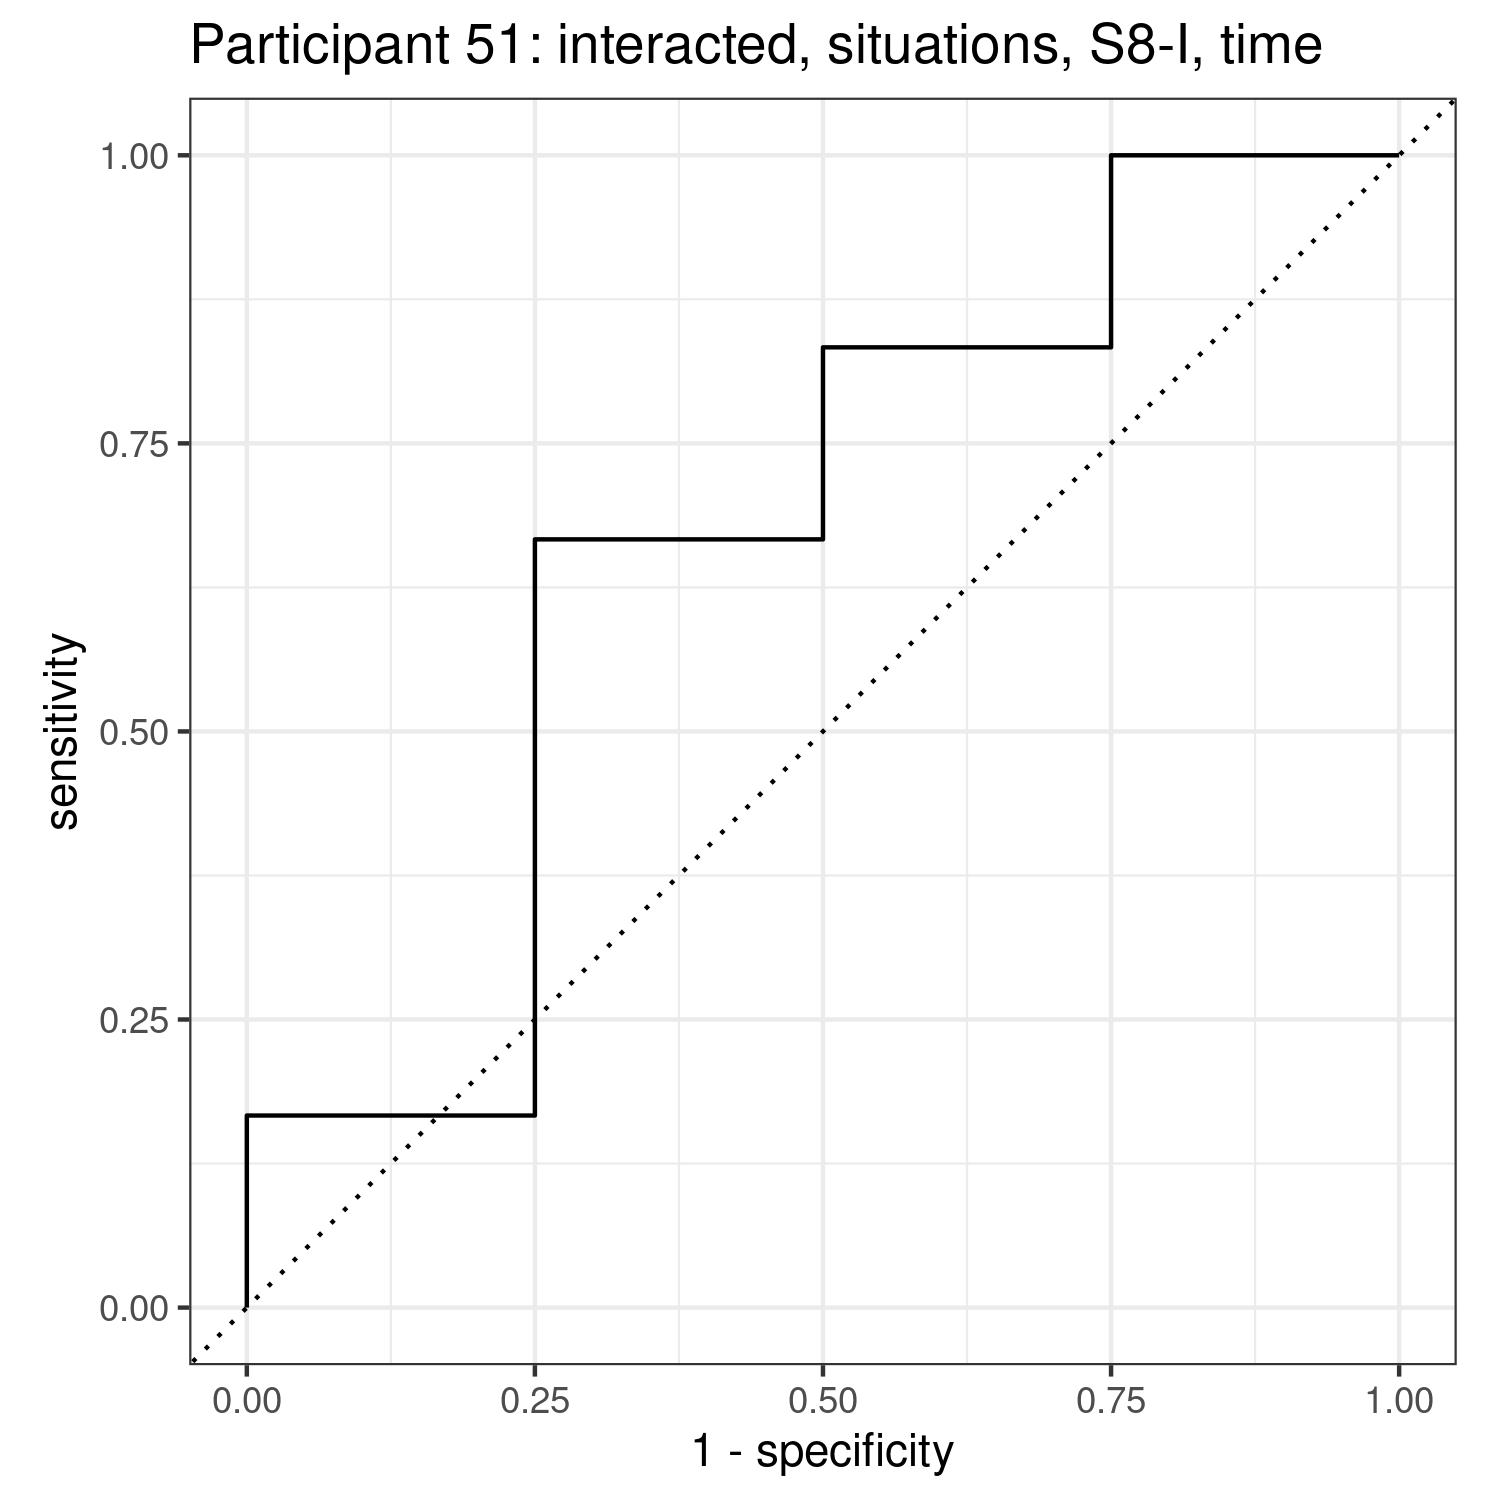 Participant 51: interacted, situations, S8-I, time
1.00
0.75
0.50
0.25
0.00
sensitivity
0.00 0.25 0.50 0.75 1.00
1 - specificity